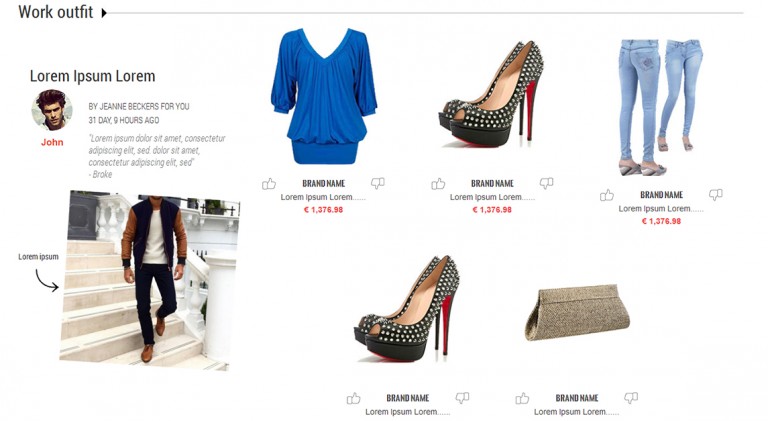 Work outfit
Lorem Ipsum Lorem
BY JEANNE BECKERS FOR YOU
31 DAY, 9 HOURS AGO
John
"Lorem ipsum dolor sit amet, consectetur
adipiscing elit, sed. dolor sit amet,
consectetur adipiscing elit, sed"
- Broke
Lorem ipsum
BRAND NAME
Lorem Ipsum Lorem......
€ 1,376.98
BRAND NAME
Lorem Ipsum Lorem......
€ 1,376.98
BRAND NAME
Lorem Ipsum Lorem......
€ 1,376.98
BRAND NAME
Lorem Ipsum Lorem......
BRAND NAME
Lorem Ipsum Lorem......